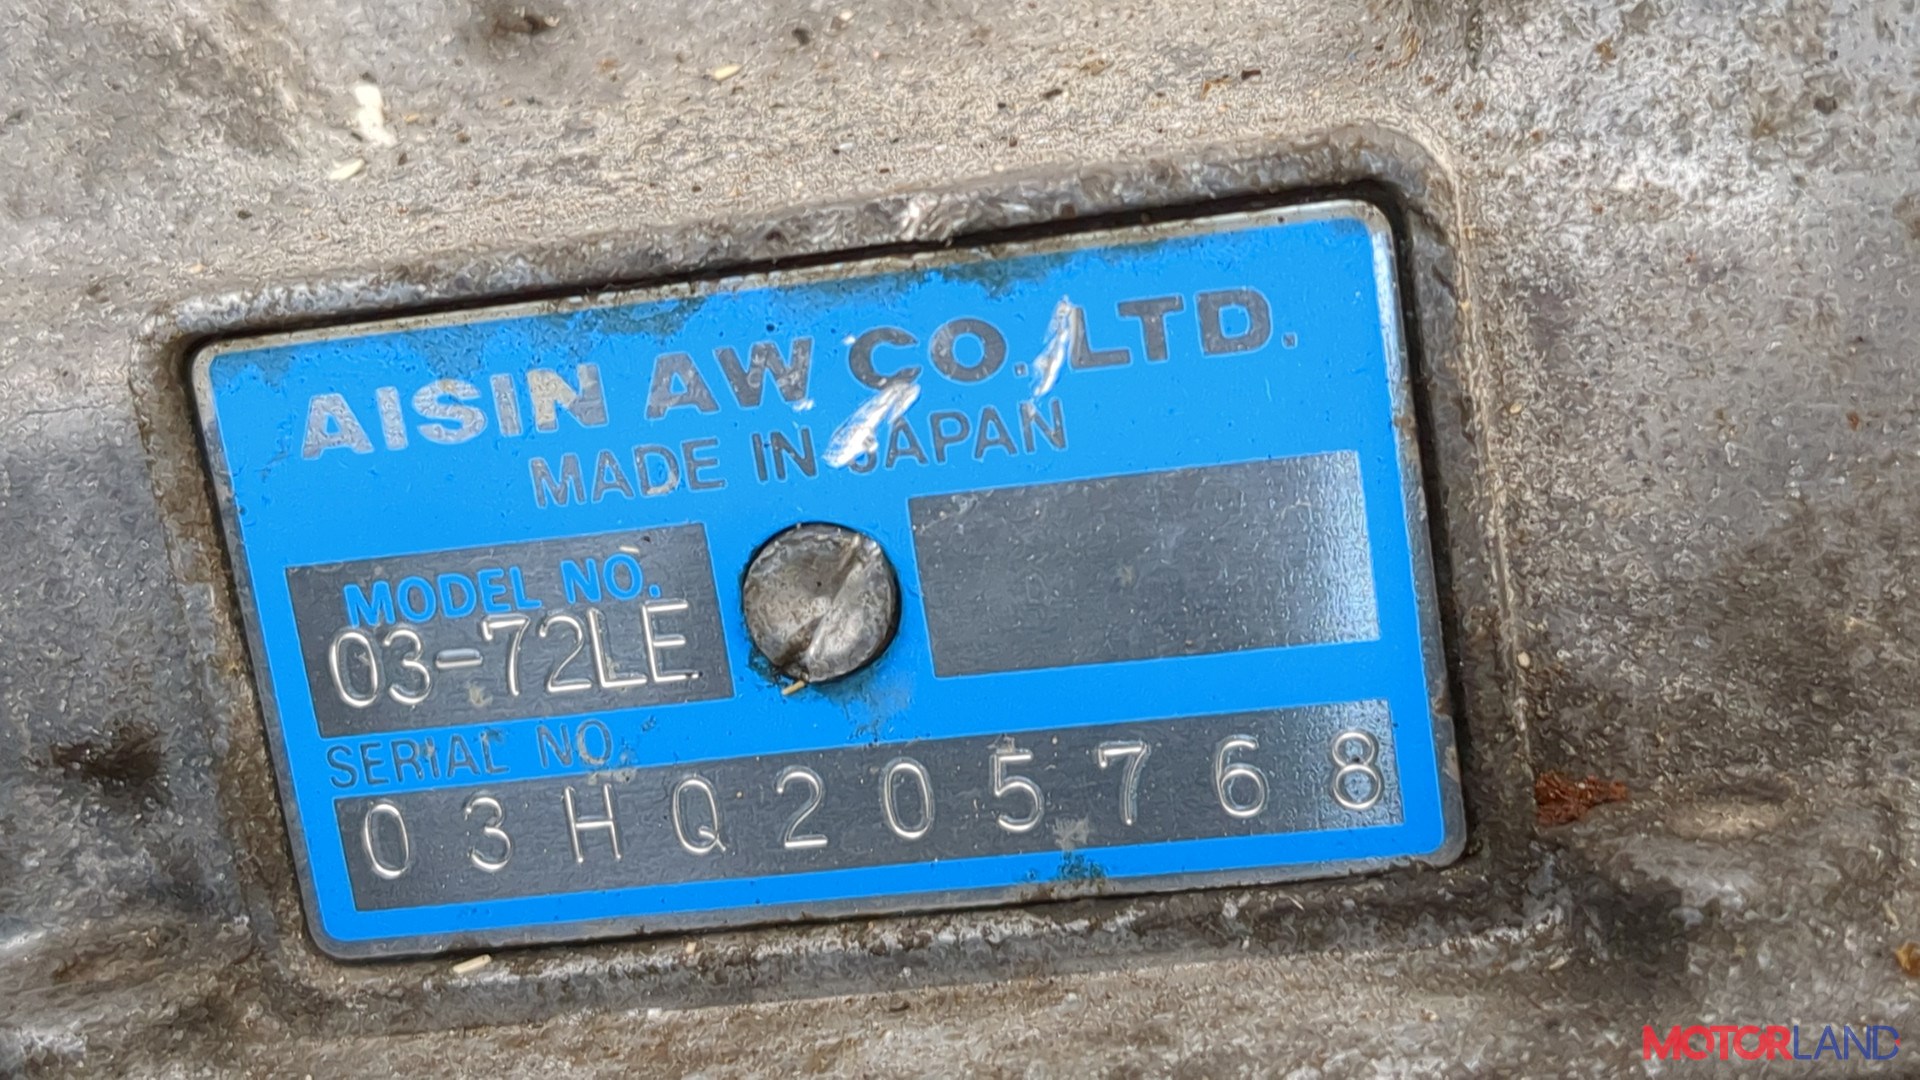 AISIN AW CO. LTD.
MADE IN JAPAN
MODEL NO.
03-72LE
SERIAL NO.
03HQ205768
MOTORLAND